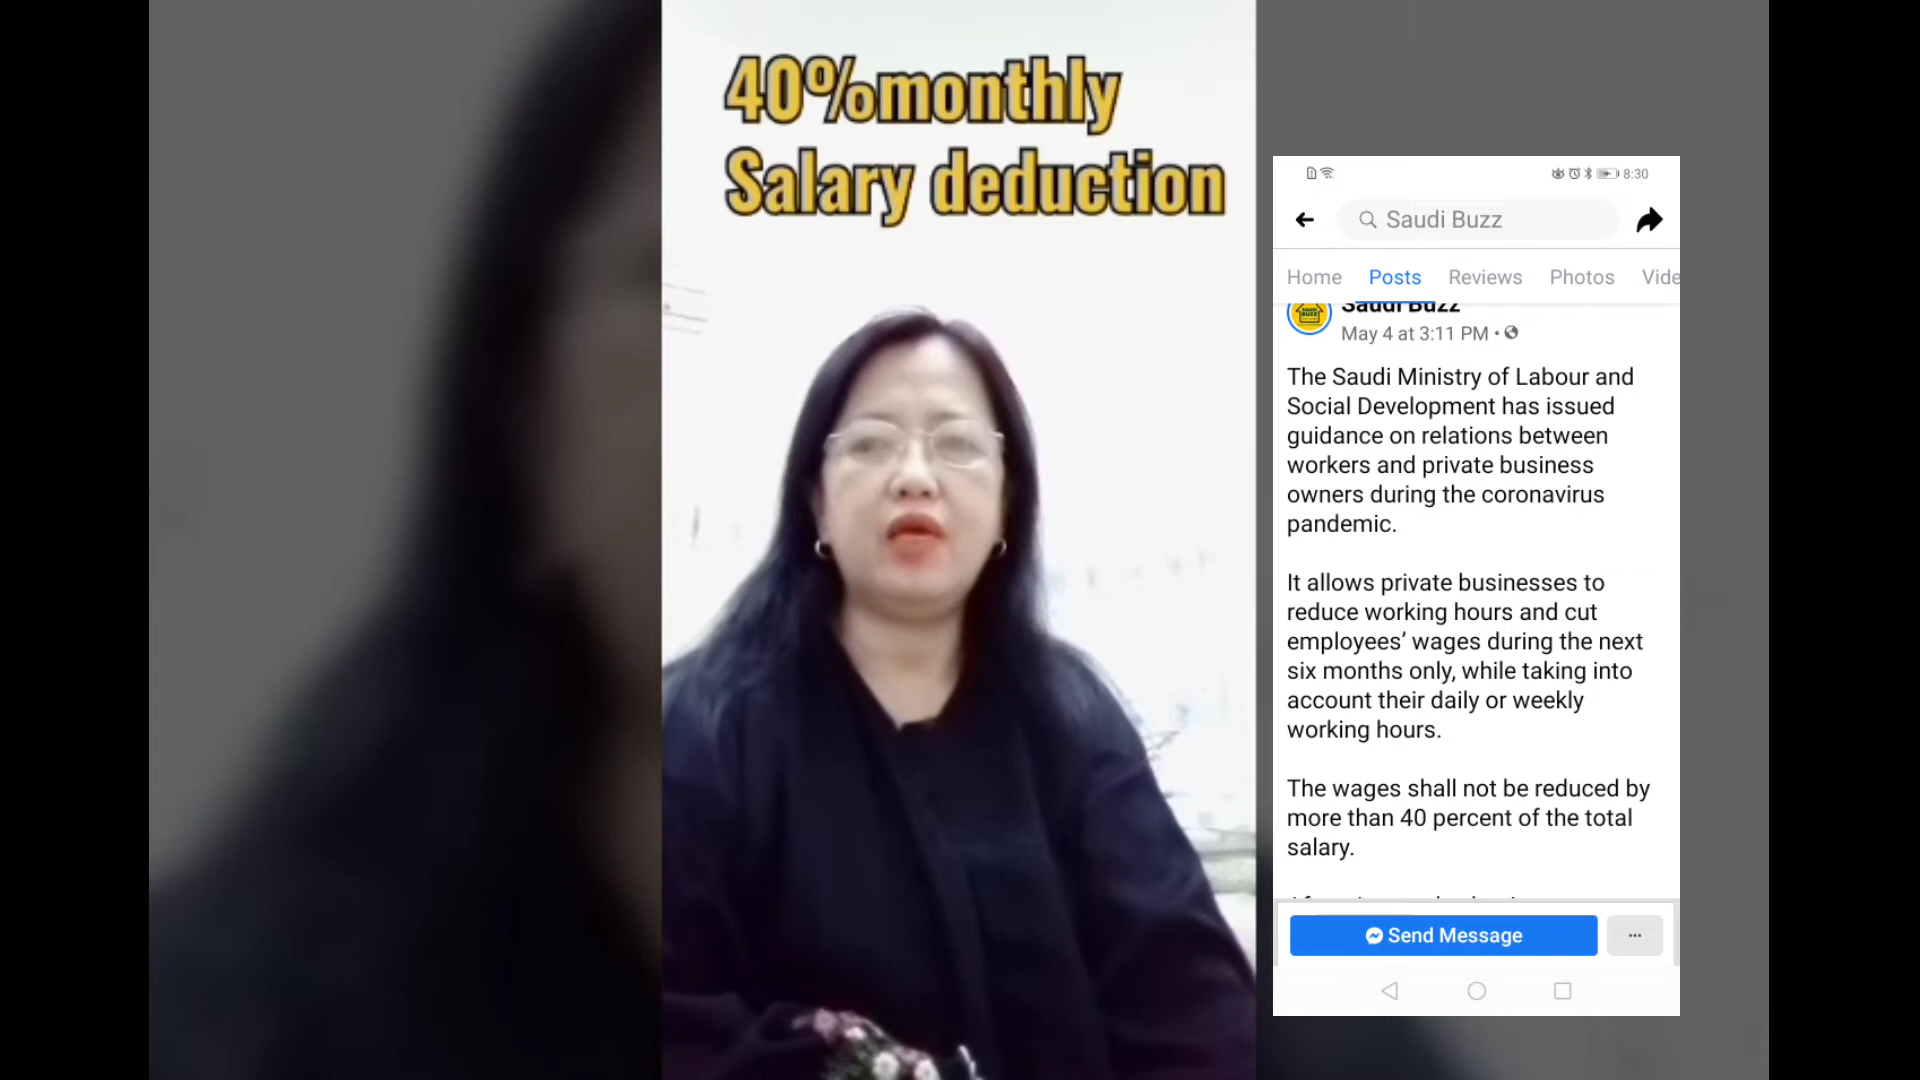 40%monthly
Salary deduction
8:30
Saudi Buzz
Home Posts Reviews Photos Vide
Saudi Buzz
May 4 at 3:11 PM •
The Saudi Ministry of Labour and
Social Development has issued
guidance on relations between
workers and private business
owners during the coronavirus
pandemic.
It allows private businesses to
reduce working hours and cut
employees’ wages during the next
six months only, while taking into
account their daily or weekly
working hours.
The wages shall not be reduced by
more than 40 percent of the total
salary.
Send Message
...